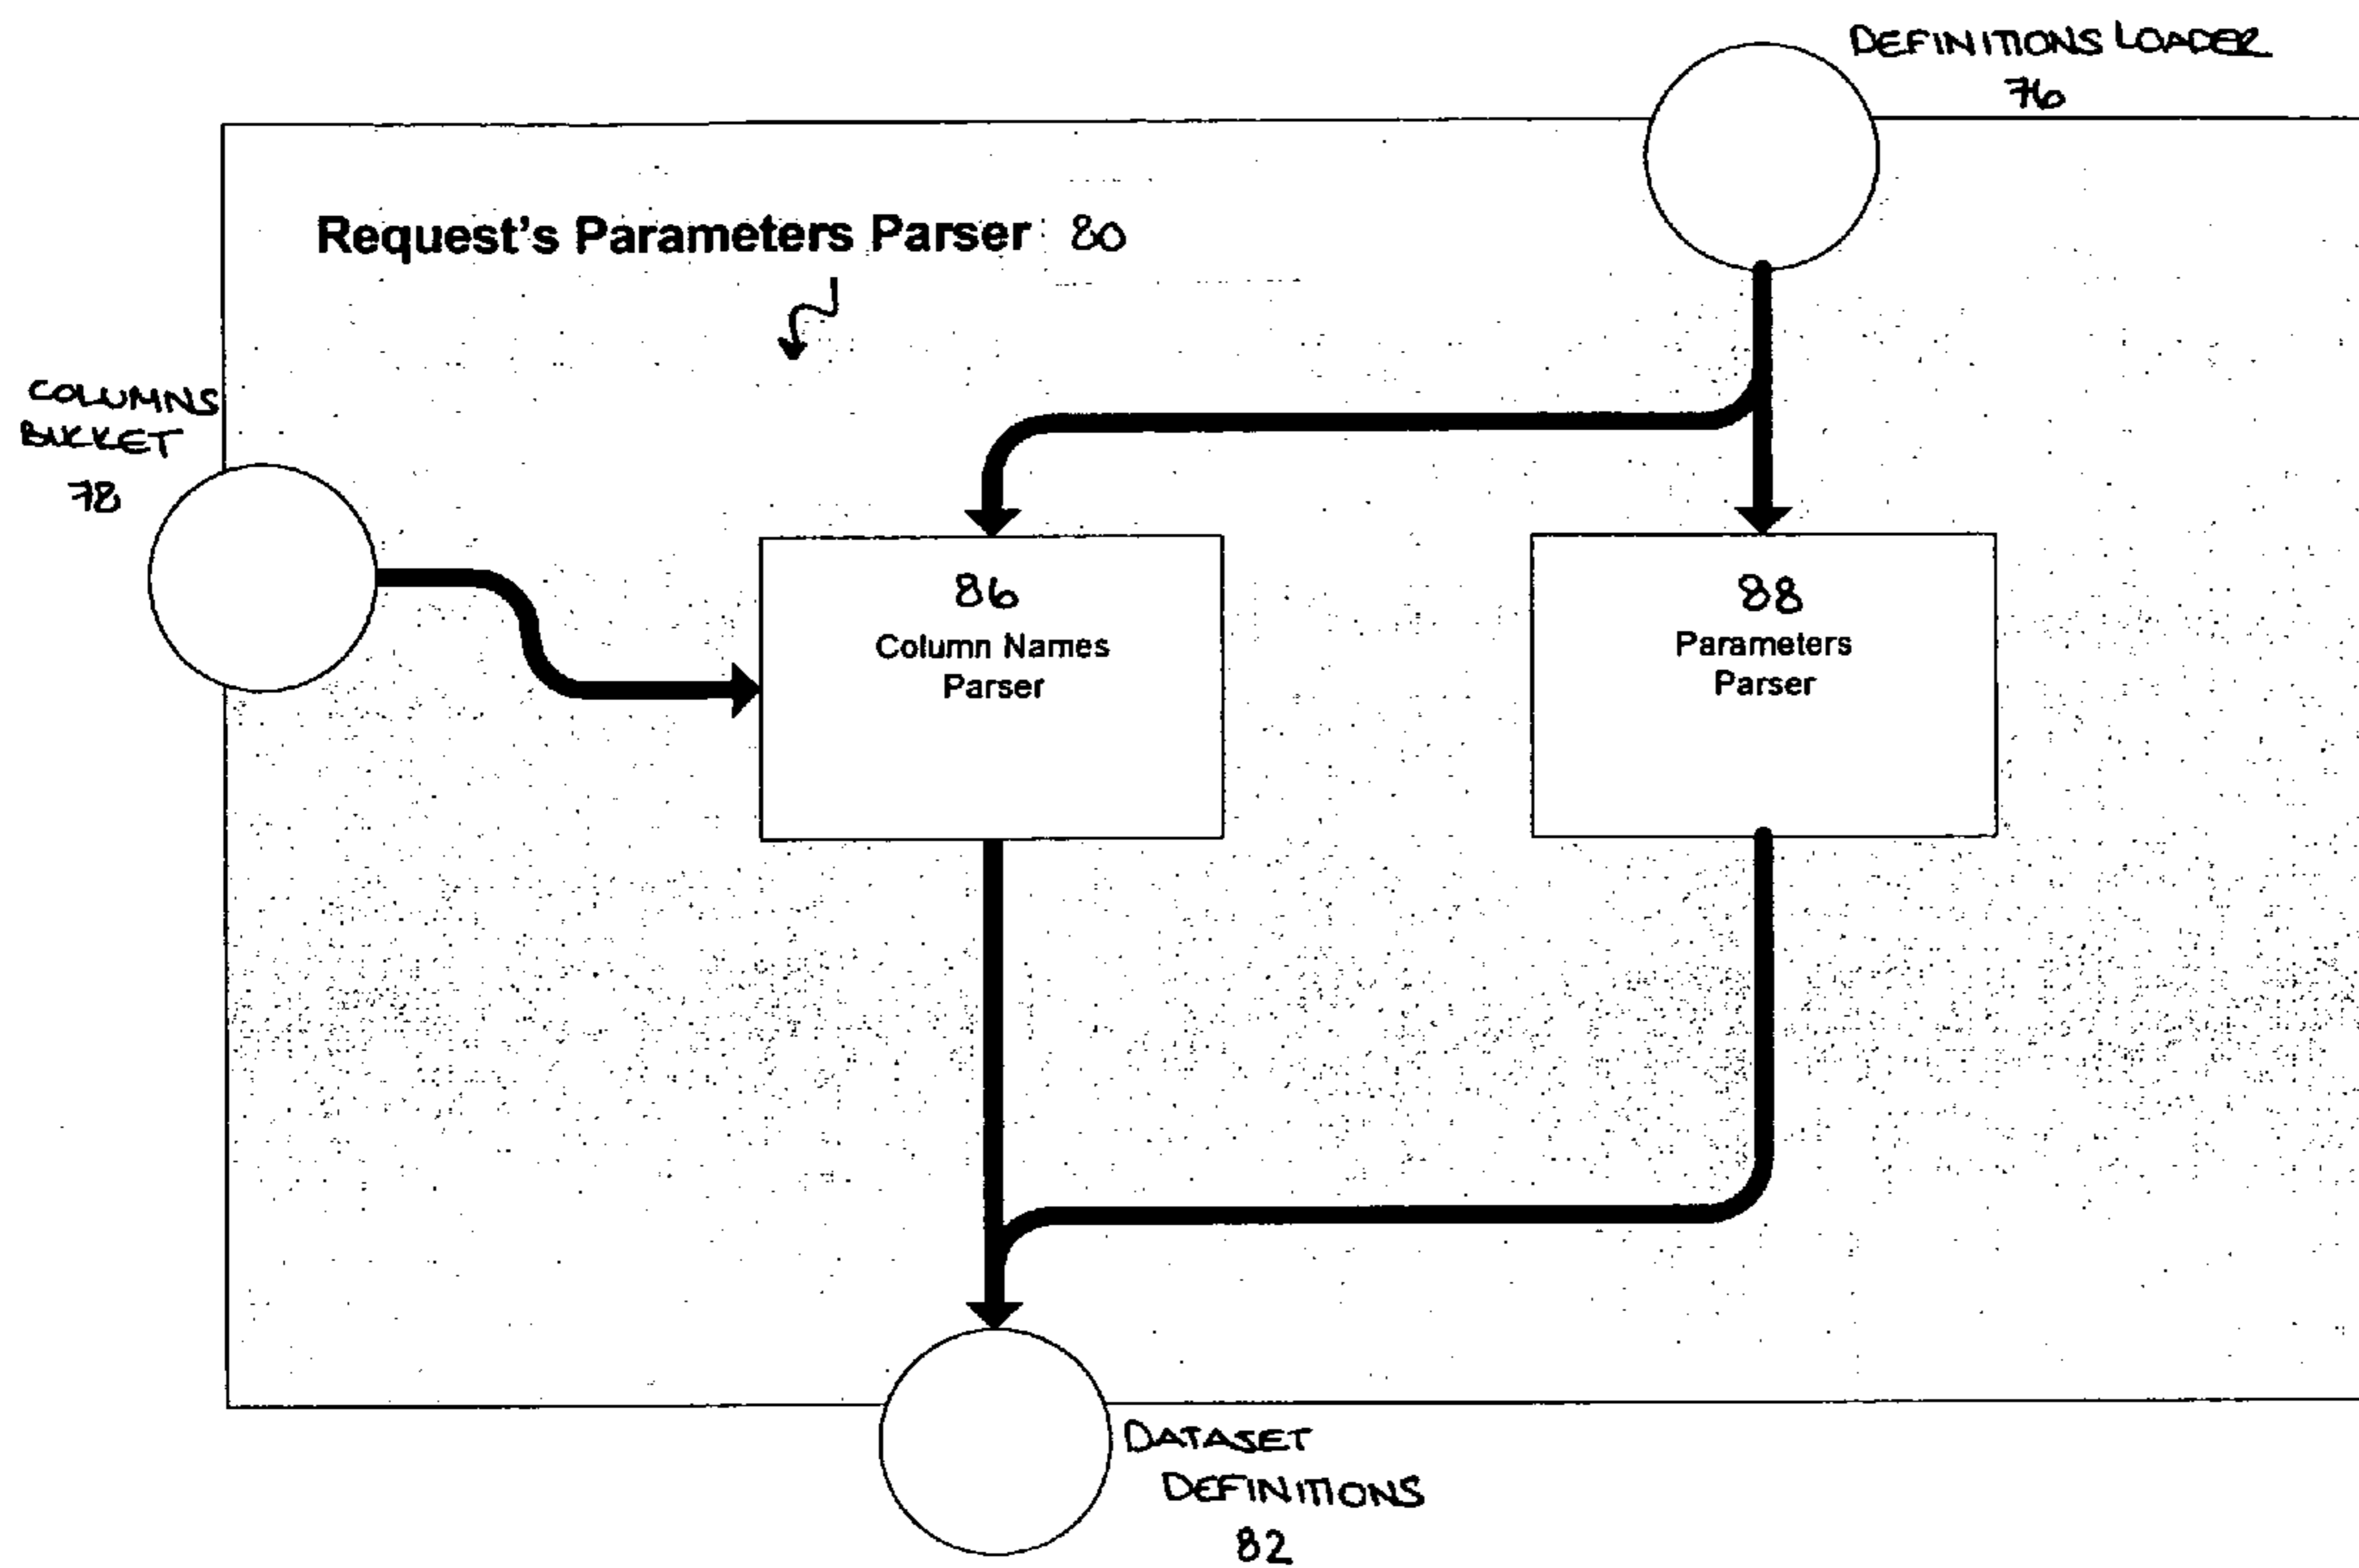 DEFINITIONS LOADER
76
Request's Parameters Parser 80
COLUMNS
BUCKET
78
86
Column Names
Parser
88
Parameters
Parser
DATASET
DEFINITIONS
82